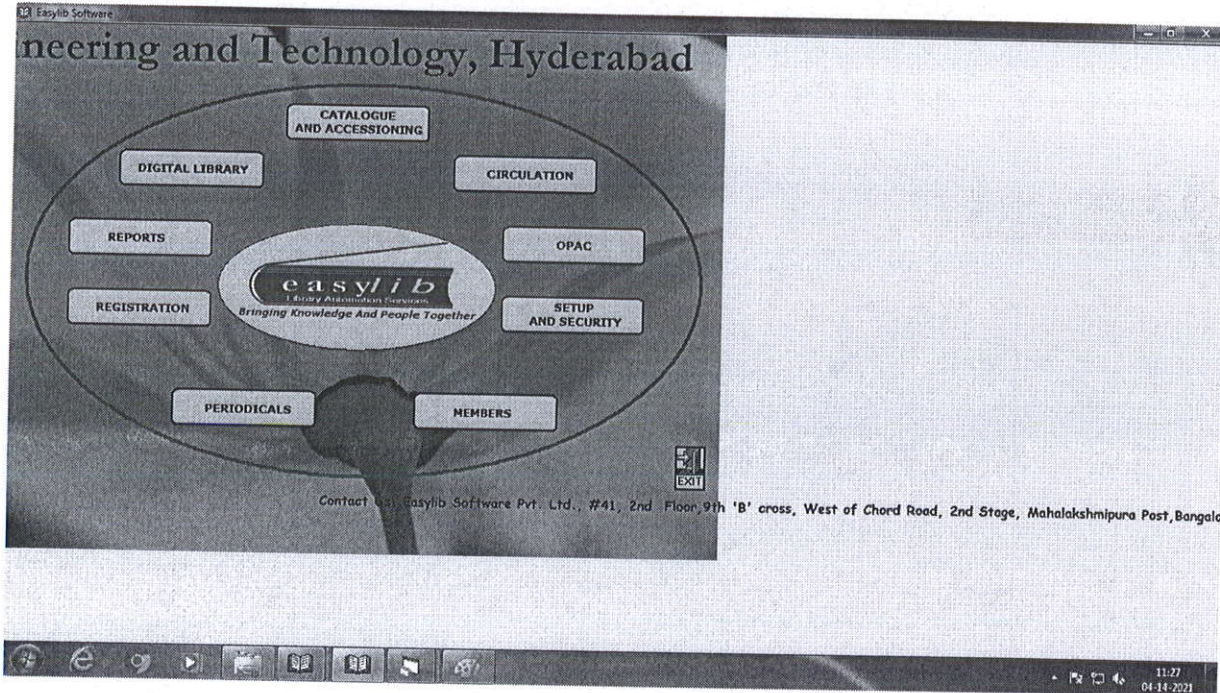 Easylib Software
neering and Technology, Hyderabad
CATALOGUE
AND ACCESSIONING
DIGITAL LIBRARY
CIRCULATION
REPORTS
OPAC
easylib
Library Automation Services
Bringing Knowledge And People Together
REGISTRATION
SETUP
AND SECURITY
PERIODICALS
MEMBERS
EXIT
Contact Us: Easylib Software Pvt. Ltd., #41, 2nd Floor,9th 'B' cross, West of Chord Road, 2nd Stage, Mahalakshmipura Post,Bangalo
11:27
04-14-2021